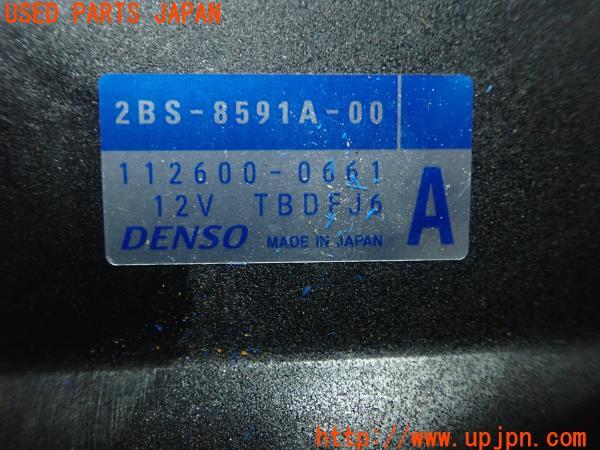 USED PARTS JAPAN
2BS-8591A-00
112600-0661
12V TBDFJ6
A
DENSO MADE IN JAPAN
http://www.upjpn.com